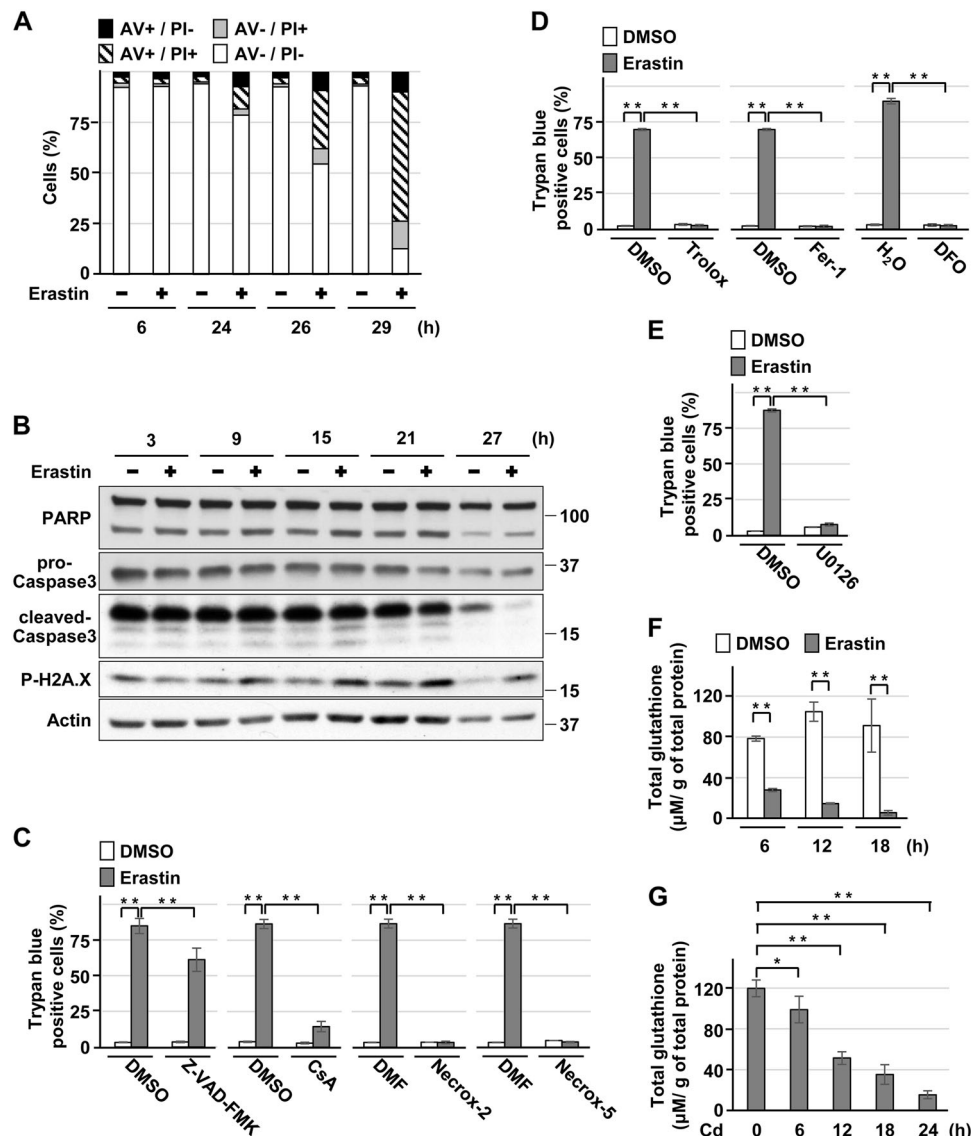 A
AV+ / PI- AV- / PI+
AV+ / PI+ AV- / PI-
Cells (%)
75
50
25
0
Erastin - + - + - + - +
6 24 26 29 (h)
B
3 9 15 21 27 (h)
Erastin - + - + - + - + - +
PARP
100
pro-
Caspase3
37
cleaved-
Caspase3
15
P-H2A.X
15
Actin
37
C
DMSO
Erastin
Trypan blue
positive cells (%)
75
50
25
0
** ** ** ** ** ** ** **
DMSO Z-VAD-FMK DMSO CsA DMF Necrox-2 DMF Necrox-5
D
DMSO
Erastin
Trypan blue
positive cells (%)
75
50
25
0
** ** ** ** ** **
DMSO Trolox DMSO Fer-1 H₂O DFO
E
DMSO
Erastin
Trypan blue
positive cells (%)
75
50
25
0
** **
DMSO U0126
F
DMSO Erastin
Total glutathione
(µM/ g of total protein)
120
80
40
0
** ** **
6 12 18 (h)
G
Total glutathione
(µM/ g of total protein)
120
80
40
0
**
**
**
*
Cd 0 6 12 18 24 (h)